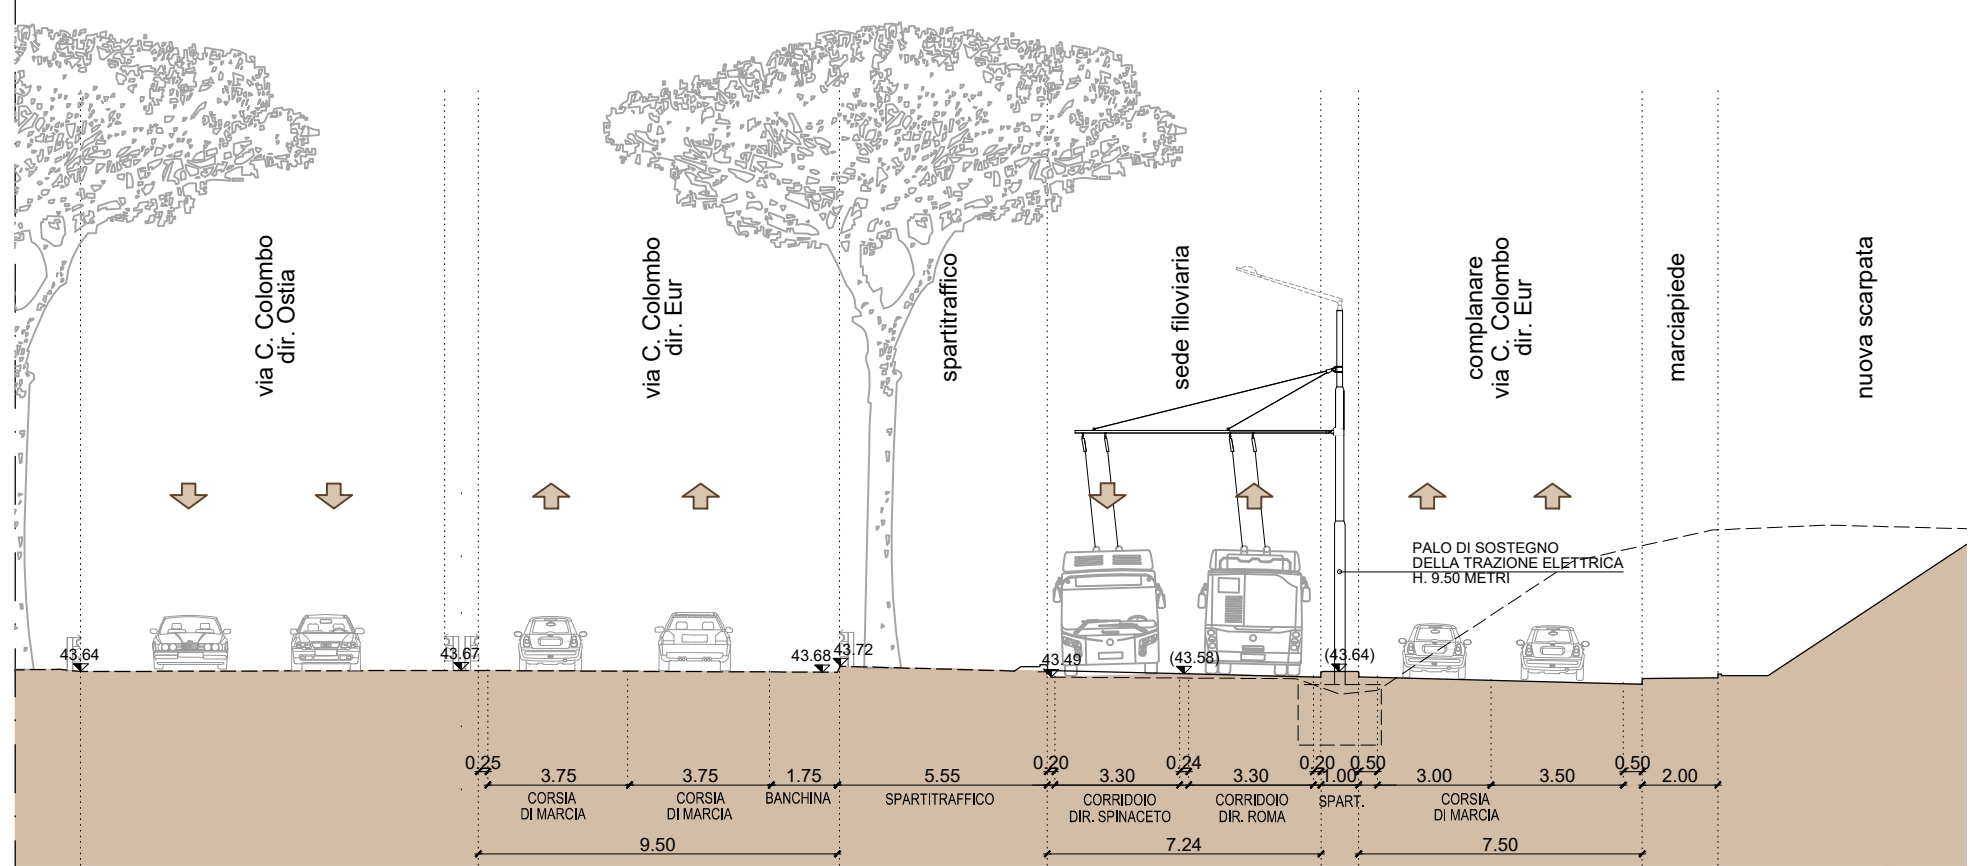 via C. Colombo
dir. Ostia
via C. Colombo
dir. Eur
spartitraffico
sede filoviaria
complanare
via C. Colombo
dir. Eur
marciapiede
nuova scarpata
PALO DI SOSTEGNO
DELLA TRAZIONE ELETTRICA
H. 9.50 METRI
43.64
43.67
43.68
43.72
43.49
(43.58)
(43.64)
0.25
3.75
3.75
1.75
5.55
0.20
3.30
0.24
3.30
0.20
1.00
0.50
3.00
3.50
0.50
2.00
CORSIA
DI MARCIA
CORSIA
DI MARCIA
BANCHINA
SPARTITRAFFICO
CORRIDOIO
DIR. SPINACETO
CORRIDOIO
DIR. ROMA
SPART.
CORSIA
DI MARCIA
9.50
7.24
7.50